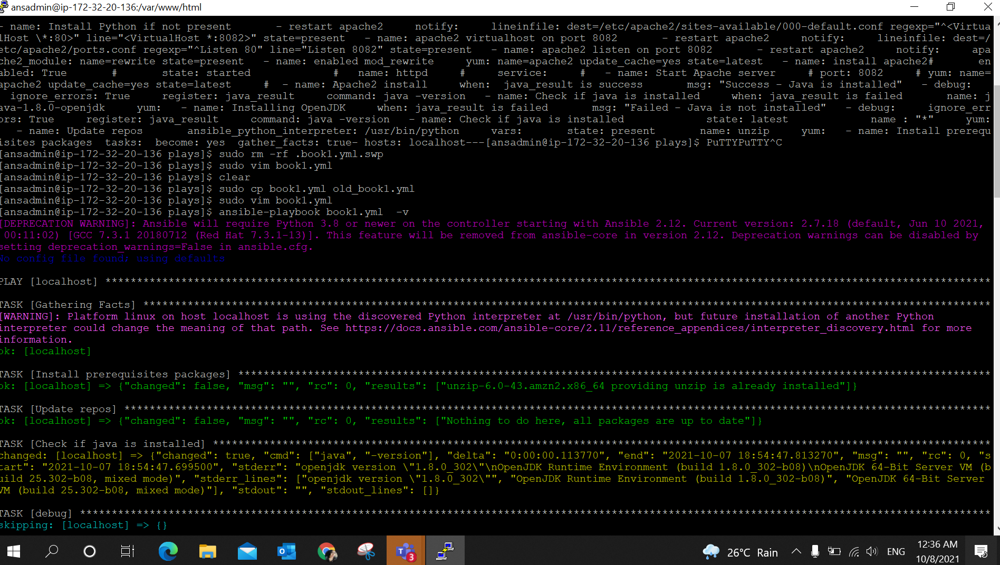 ansadmin@ip-172-32-20-136:/var/www/html
- name: Install Python if not present - restart apache2 notify: lineinfile: dest=/etc/apache2/sites-available/000-default.conf regexp="^<Virtua
lHost \*:80>" line="<VirtualHost *:8082>" state=present - name: apache2 virtualhost on port 8082 - restart apache2 notify: lineinfile: dest=/
etc/apache2/ports.conf regexp="^Listen 80" line="Listen 8082" state=present - name: apache2 listen on port 8082 - restart apache2 notify: apa
che2_module: name=rewrite state=present - name: enabled mod_rewrite yum: name=apache2 update_cache=yes state=latest - name: install apache2# en
abled: True # state: started # name: httpd # service: # - name: Start Apache server # port: 8082 # yum: name=
apache2 update_cache=yes state=latest # - name: Apache2 install when: java_result is success msg: "Success - Java is installed" - debug:
ignore_errors: True register: java_result command: java -version - name: Check if java is installed when: java_result is failed name: j
ava-1.8.0-openjdk yum: - name: Installing OpenJDK when: java_result is failed msg: "Failed - Java is not installed" - debug: ignore_err
ors: True register: java_result command: java -version - name: Check if java is installed state: latest name : "*" yum:
- name: Update repos ansible_python_interpreter: /usr/bin/python vars: state: present name: unzip yum: - name: Install prerequ
isites packages tasks: become: yes gather_facts: true- hosts: localhost---[ansadmin@ip-172-32-20-136 plays]$ PuTTYPuTTY^C
[ansadmin@ip-172-32-20-136 plays]$ sudo rm -rf .book1.yml.swp
[ansadmin@ip-172-32-20-136 plays]$ sudo vim book1.yml
[ansadmin@ip-172-32-20-136 plays]$ clear
[ansadmin@ip-172-32-20-136 plays]$ sudo cp book1.yml old_book1.yml
[ansadmin@ip-172-32-20-136 plays]$ sudo vim book1.yml
[ansadmin@ip-172-32-20-136 plays]$ ansible-playbook book1.yml -v
[DEPRECATION WARNING]: Ansible will require Python 3.8 or newer on the controller starting with Ansible 2.12. Current version: 2.7.18 (default, Jun 10 2021,
00:11:02) [GCC 7.3.1 20180712 (Red Hat 7.3.1-13)]. This feature will be removed from ansible-core in version 2.12. Deprecation warnings can be disabled by
setting deprecation_warnings=False in ansible.cfg.
No config file found; using defaults
PLAY [localhost] ********************************************************************************************************************************************
TASK [Gathering Facts] **************************************************************************************************************************************
[WARNING]: Platform linux on host localhost is using the discovered Python interpreter at /usr/bin/python, but future installation of another Python
interpreter could change the meaning of that path. See https://docs.ansible.com/ansible-core/2.11/reference_appendices/interpreter_discovery.html for more
information.
ok: [localhost]
TASK [Install prerequisites packages] ***********************************************************************************************************************
ok: [localhost] => {"changed": false, "msg": "", "rc": 0, "results": ["unzip-6.0-43.amzn2.x86_64 providing unzip is already installed"]}
TASK [Update repos] *****************************************************************************************************************************************
ok: [localhost] => {"changed": false, "msg": "", "rc": 0, "results": ["Nothing to do here, all packages are up to date"]}
TASK [Check if java is installed] ***************************************************************************************************************************
changed: [localhost] => {"changed": true, "cmd": ["java", "-version"], "delta": "0:00:00.113770", "end": "2021-10-07 18:54:47.813270", "msg": "", "rc": 0, "s
tart": "2021-10-07 18:54:47.699500", "stderr": "openjdk version \"1.8.0_302\"\nOpenJDK Runtime Environment (build 1.8.0_302-b08)\nOpenJDK 64-Bit Server VM (b
uild 25.302-b08, mixed mode)", "stderr_lines": ["openjdk version \"1.8.0_302\"", "OpenJDK Runtime Environment (build 1.8.0_302-b08)", "OpenJDK 64-Bit Server
VM (build 25.302-b08, mixed mode)"], "stdout": "", "stdout_lines": []}
TASK [debug] ************************************************************************************************************************************************
skipping: [localhost] => {}
26°C Rain
ENG
12:36 AM
10/8/2021
3